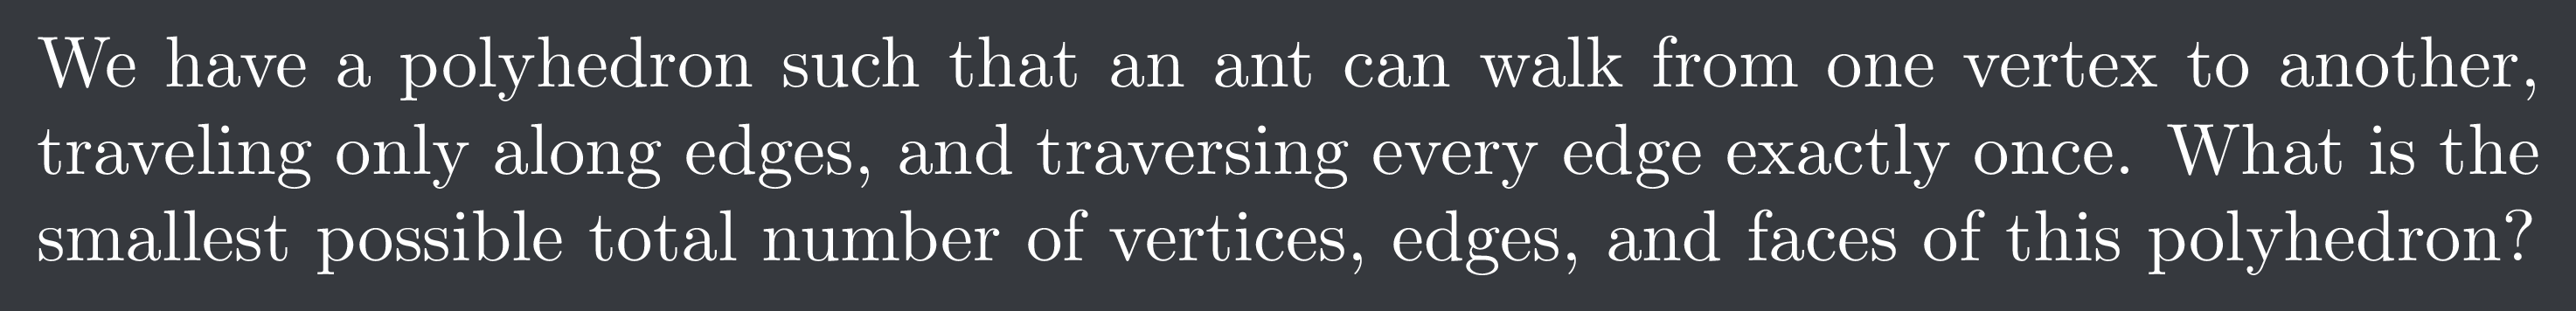 We have a polyhedron such that an ant can walk from one vertex to another,
traveling only along edges, and traversing every edge exactly once. What is the
smallest possible total number of vertices, edges, and faces of this polyhedron?